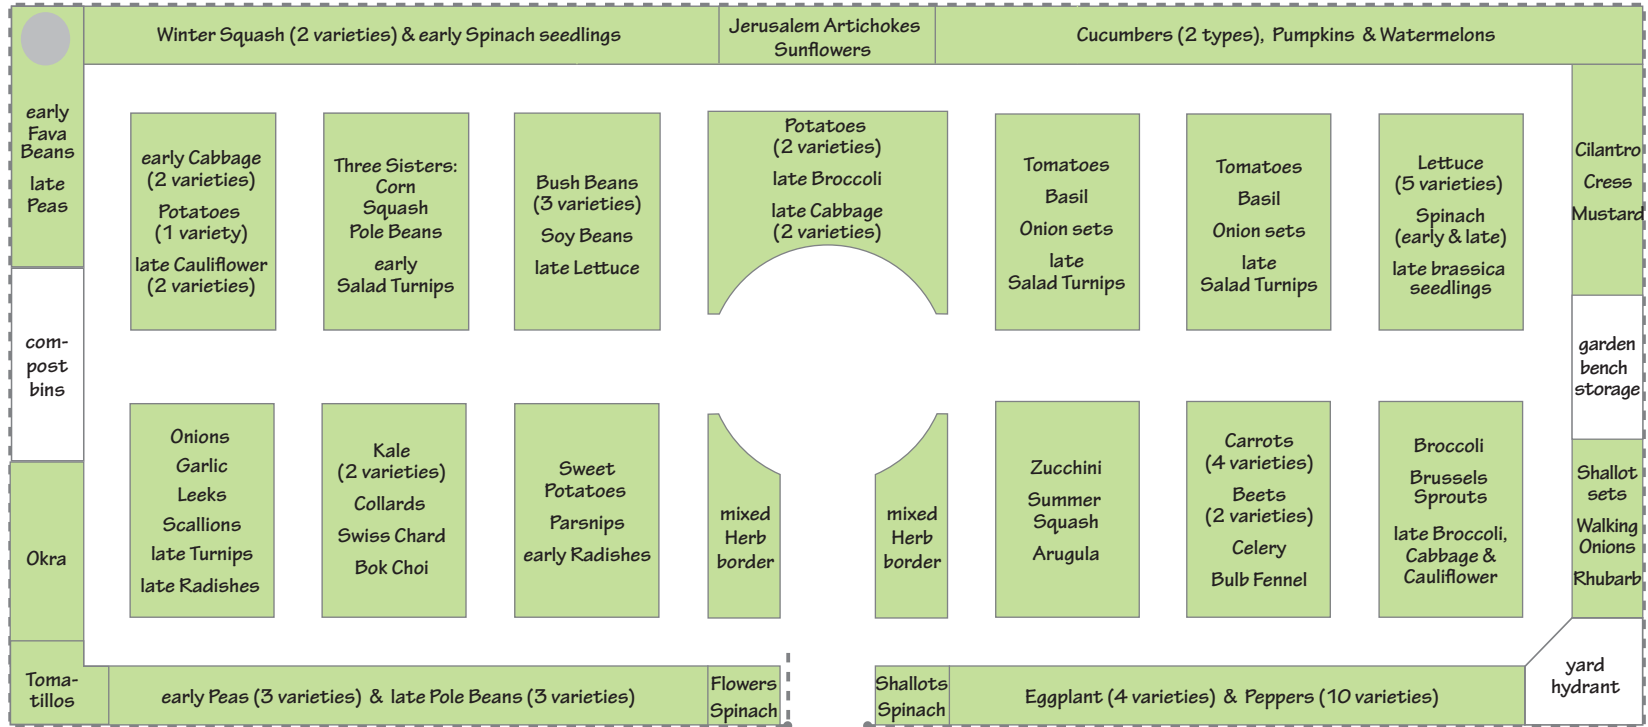 Winter Squash (2 varieties) & early Spinach seedlings
Jerusalem Artichokes
Sunflowers
Cucumbers (2 types), Pumpkins & Watermelons
early
Fava
Beans
late
Peas
early Cabbage
(2 varieties)
Potatoes
(1 variety)
late Cauliflower
(2 varieties)
Three Sisters:
Corn
Squash
Pole Beans
early
Salad Turnips
Bush Beans
(3 varieties)
Soy Beans
late Lettuce
Potatoes
(2 varieties)
late Broccoli
late Cabbage
(2 varieties)
Tomatoes
Basil
Onion sets
late
Salad Turnips
Tomatoes
Basil
Onion sets
late
Salad Turnips
Lettuce
(5 varieties)
Spinach
(early & late)
late brassica
seedlings
Cilantro
Cress
Mustard
com-
post
bins
garden
bench
storage
Okra
Onions
Garlic
Leeks
Scallions
late Turnips
late Radishes
Kale
(2 varieties)
Collards
Swiss Chard
Bok Choi
Sweet
Potatoes
Parsnips
early Radishes
mixed
Herb
border
mixed
Herb
border
Zucchini
Summer
Squash
Arugula
Carrots
(4 varieties)
Beets
(2 varieties)
Celery
Bulb Fennel
Broccoli
Brussels
Sprouts
late Broccoli,
Cabbage &
Cauliflower
Shallot
sets
Walking
Onions
Rhubarb
Toma-
tillos
early Peas (3 varieties) & late Pole Beans (3 varieties)
Flowers
Spinach
Shallots
Spinach
Eggplant (4 varieties) & Peppers (10 varieties)
yard
hydrant